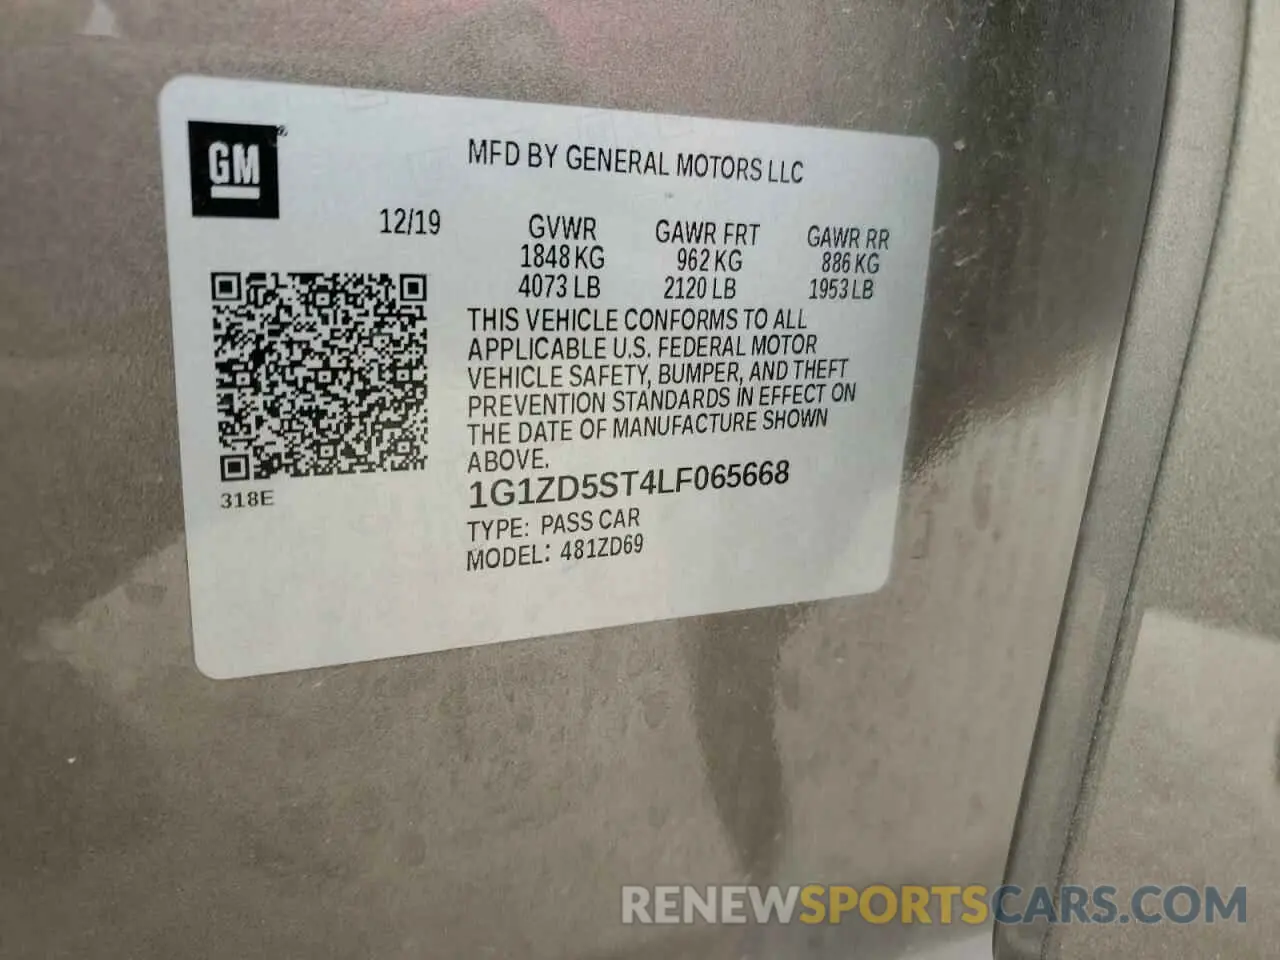 GM
MFD BY GENERAL MOTORS LLC
12/19
GVWR GAWR FRT GAWR RR
1848 KG 962 KG 886 KG
4073 LB 2120 LB 1953 LB
THIS VEHICLE CONFORMS TO ALL
APPLICABLE U.S. FEDERAL MOTOR
VEHICLE SAFETY, BUMPER, AND THEFT
PREVENTION STANDARDS IN EFFECT ON
THE DATE OF MANUFACTURE SHOWN
ABOVE.
1G1ZD5ST4LF065668
318E
TYPE: PASS CAR
MODEL: 481ZD69
RENEWSPORTSCARS.COM